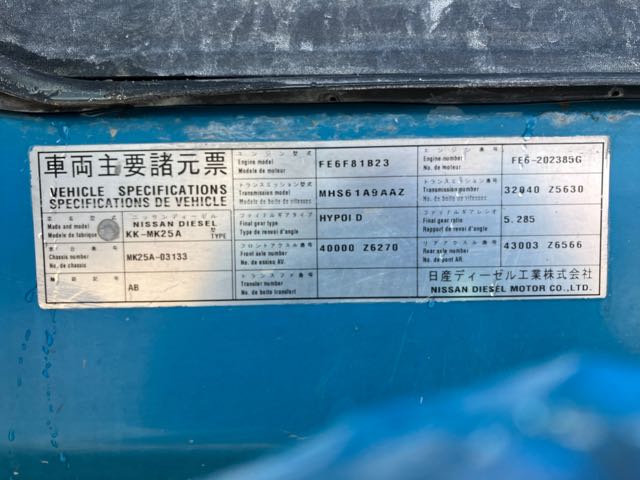 車両主要諸元票
VEHICLE SPECIFICATIONS
SPECIFICATIONS DE VEHICLE
車名型式
Made and model
Modele de fabrique
ニッサンディーゼル
NISSAN DIESEL
KK-MK25A
型
TYPE
車台番号
Chassis number
No. de chassis
MK25A-03133
AB
エンジン型式
Engine model
Modele de moteur
FE6F81B23
エンジン番号
Engine number
No. de moteur
FE6-202385G
トランスミッション型式
Transmission model
Modele de boite de vitesses
MHS61A9AAZ
トランスミッション番号
Transmission number
No. de boite de vitesses
32040 Z5630
ファイナルギアタイプ
Final gear type
Type de revoi d'angle
HYPOID
ファイナルギアレシオ
Final gear ratio
Rapport de revoi d'angle
5.285
フロントアクスル番号
Front axle number
No. de essieu AV.
40000 Z6270
リアアクスル番号
Rear axle number
No. de pont AR.
43003 Z6566
トランスファ番号
Transfer number
No. de boite transfert
日産ディーゼル工業株式会社
NISSAN DIESEL MOTOR CO.,LTD.